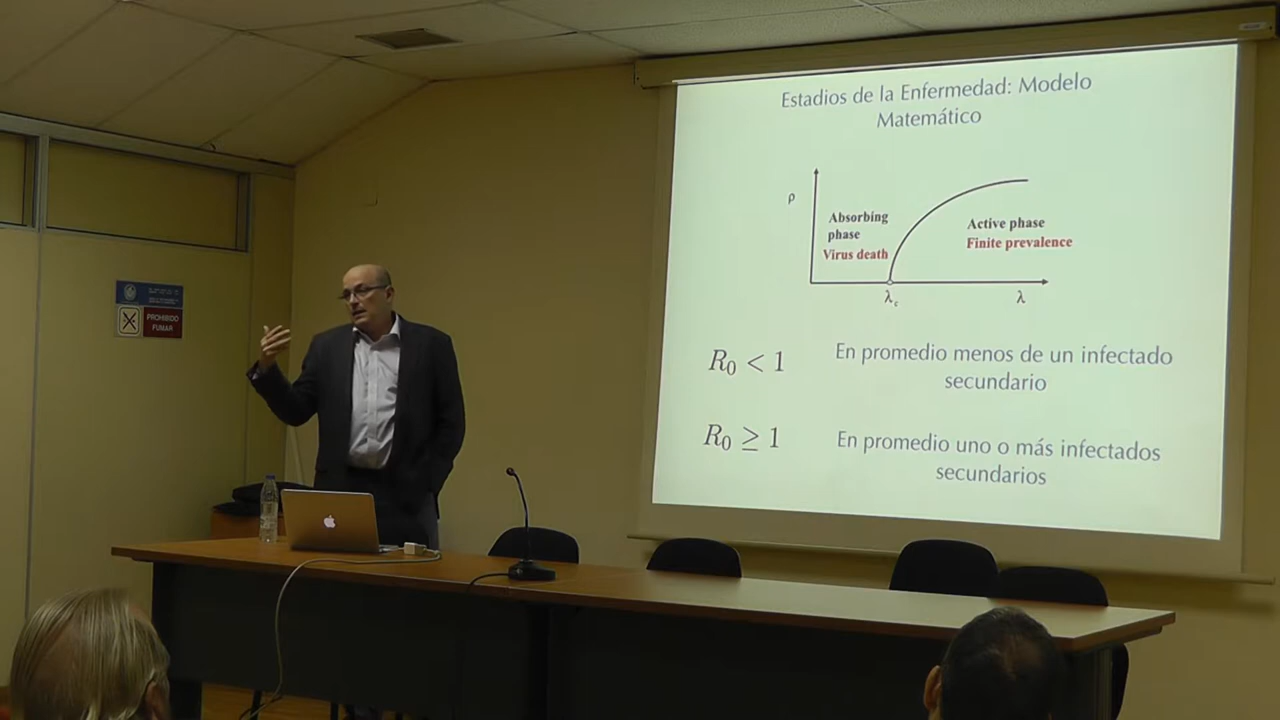 Estadios de la Enfermedad: Modelo
Matemático
ρ
Absorbing
phase
Virus death
Active phase
Finite prevalence
λc
λ
R0 < 1
En promedio menos de un infectado
secundario
R0 ≥ 1
En promedio uno o más infectados
secundarios
PROHIBIDO
FUMAR